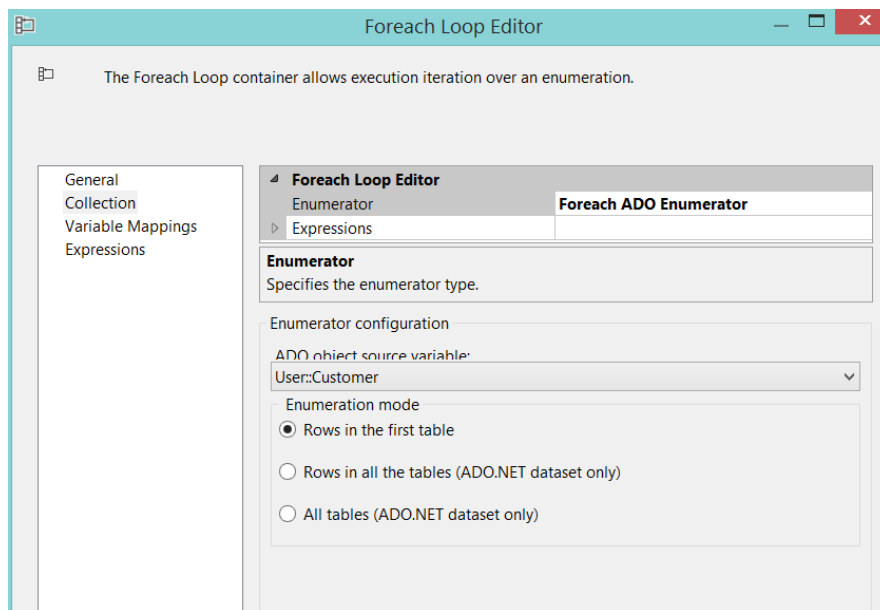 Foreach Loop Editor
The Foreach Loop container allows execution iteration over an enumeration.
General
Collection
Variable Mappings
Expressions
Foreach Loop Editor
Enumerator Foreach ADO Enumerator
Expressions
Enumerator
Specifies the enumerator type.
Enumerator configuration
ADO object source variable:
User::Customer
Enumeration mode
Rows in the first table
Rows in all the tables (ADO.NET dataset only)
All tables (ADO.NET dataset only)